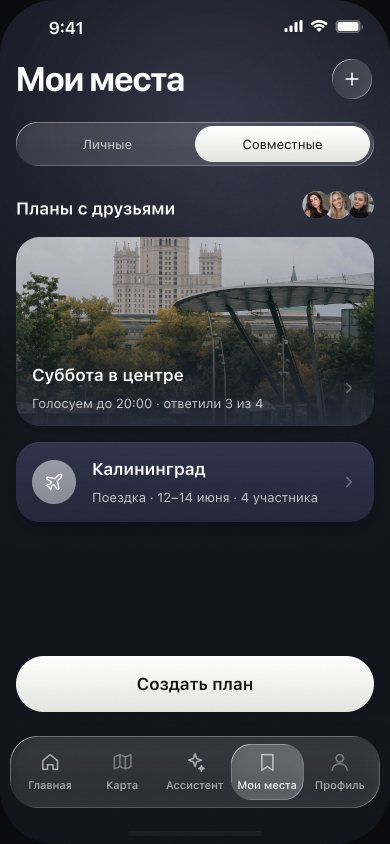 9:41
Мои места
Личные
Совместные
Планы с друзьями
Суббота в центре
Голосуем до 20:00 · ответили 3 из 4
Калининград
Поездка · 12–14 июня · 4 участника
Создать план
Главная
Карта
Ассистент
Мои места
Профиль